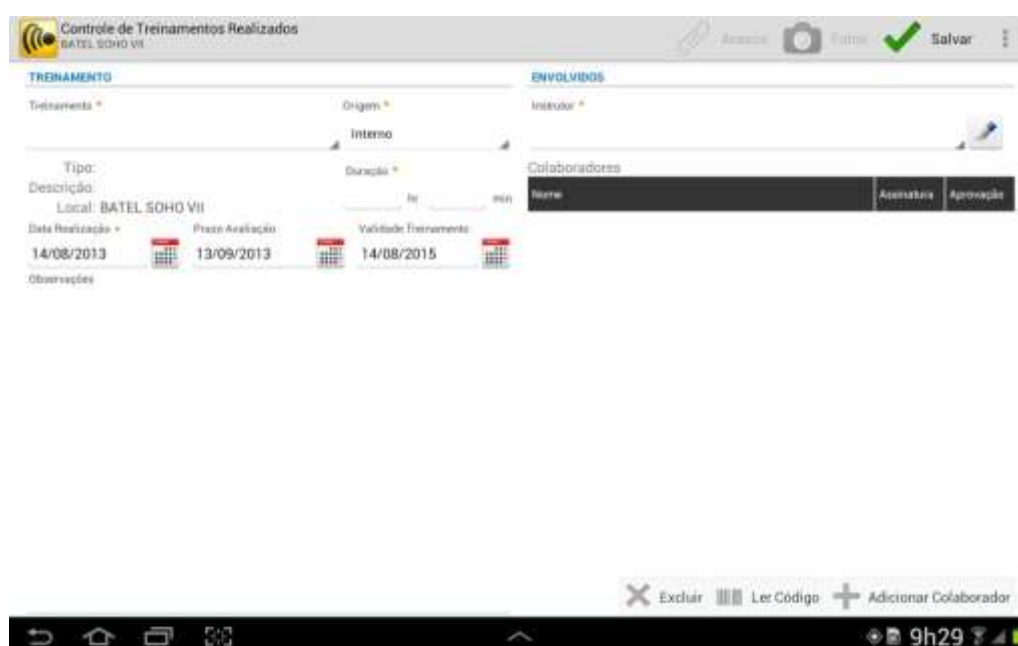 Controle de Treinamentos Realizados
BATEL SOHO VII
Anexos
Fotos
Salvar
TREINAMENTO
Treinamento *
Origem *
Interno
Tipo:
Duração *
Descrição:
hr
min
Local: BATEL SOHO VII
Data Realização *
Prazo Avaliação
Validade Treinamento
14/08/2013
13/09/2013
14/08/2015
Observações
ENVOLVIDOS
Instrutor *
Colaboradores
Nome
Assinatura
Aprovação
Excluir
Ler Código
Adicionar Colaborador
9h29